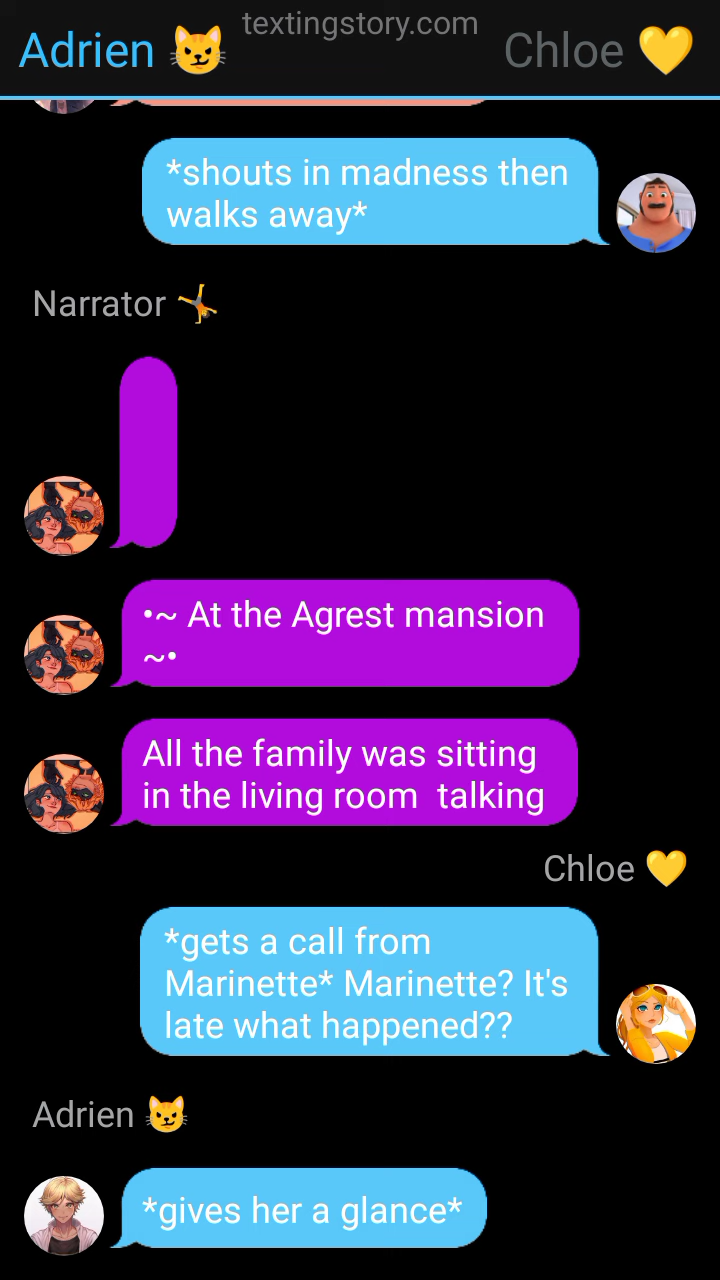 textingstory.com
Adrien 😼 Chloe 💛
*shouts in madness then
walks away*
Narrator 🤸
•~ At the Agrest mansion
~•
All the family was sitting
in the living room  talking
Chloe 💛
*gets a call from
Marinette* Marinette? It's
late what happened??
Adrien 😼
*gives her a glance*